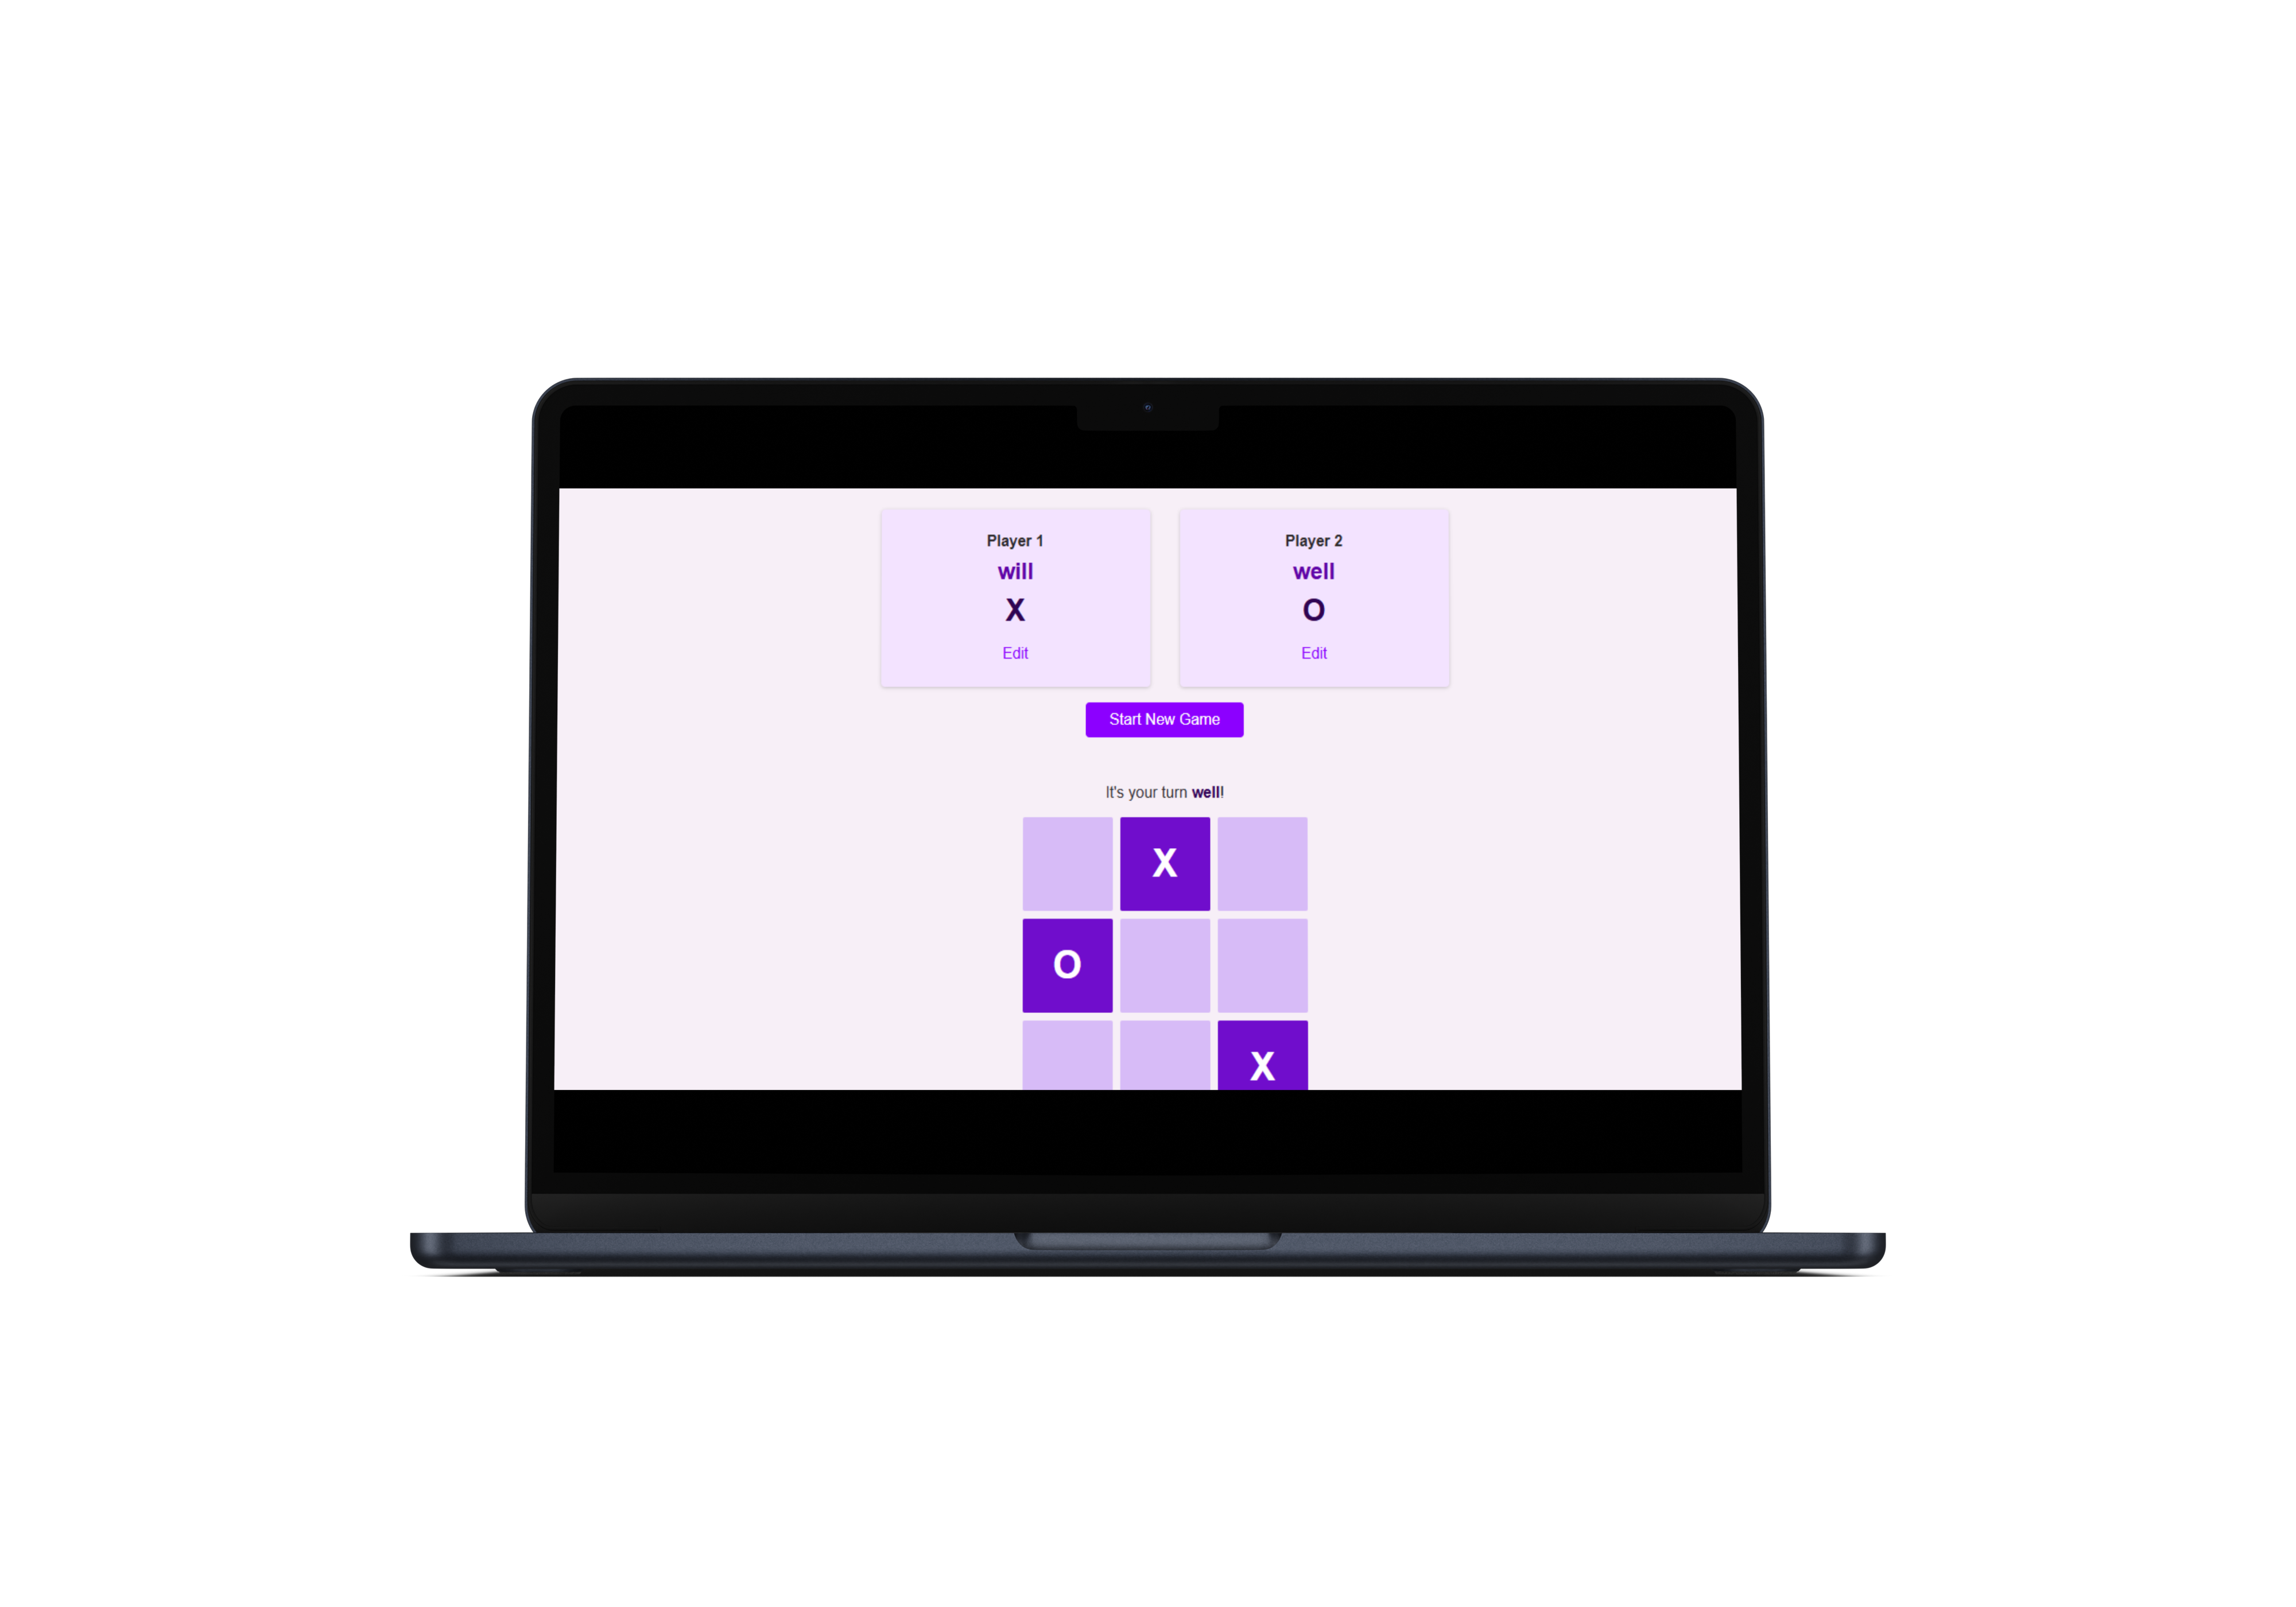 Player 1
will
X
Edit
Player 2
well
O
Edit
Start New Game
It's your turn well!
X
O
X